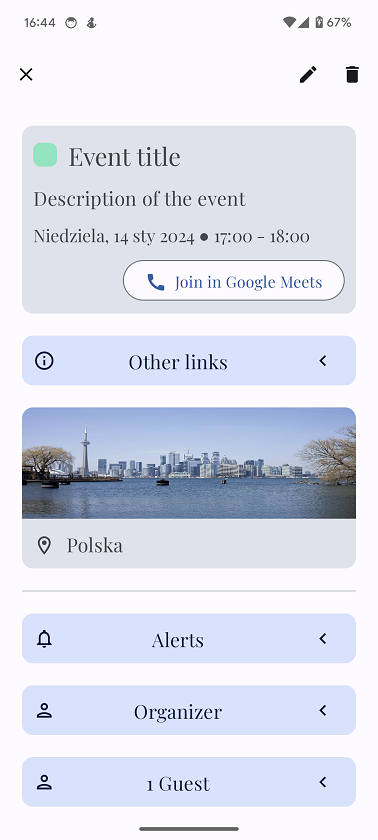 16:44 67%
Event title
Description of the event
Niedziela, 14 sty 2024 ● 17:00 - 18:00
Join in Google Meets
Other links
Polska
Alerts
Organizer
1 Guest